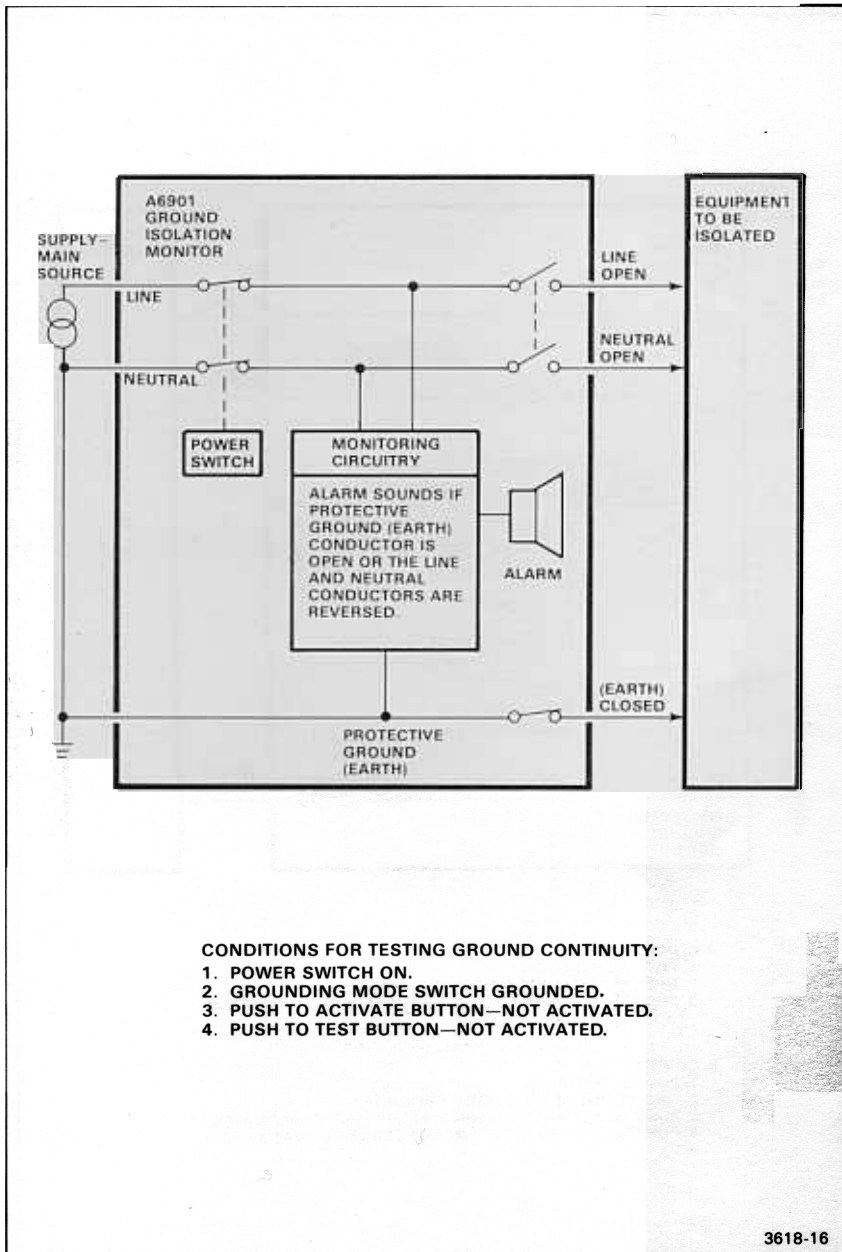 A6901
GROUND
ISOLATION
MONITOR
SUPPLY–
MAIN
SOURCE
LINE
NEUTRAL
LINE
OPEN
NEUTRAL
OPEN
EQUIPMENT
TO BE
ISOLATED
POWER
SWITCH
MONITORING
CIRCUITRY
ALARM SOUNDS IF
PROTECTIVE
GROUND (EARTH)
CONDUCTOR IS
OPEN OR THE LINE
AND NEUTRAL
CONDUCTORS ARE
REVERSED.
ALARM
(EARTH)
CLOSED
PROTECTIVE
GROUND
(EARTH)
CONDITIONS FOR TESTING GROUND CONTINUITY:
1. POWER SWITCH ON.
2. GROUNDING MODE SWITCH GROUNDED.
3. PUSH TO ACTIVATE BUTTON—NOT ACTIVATED.
4. PUSH TO TEST BUTTON—NOT ACTIVATED.
3618-16